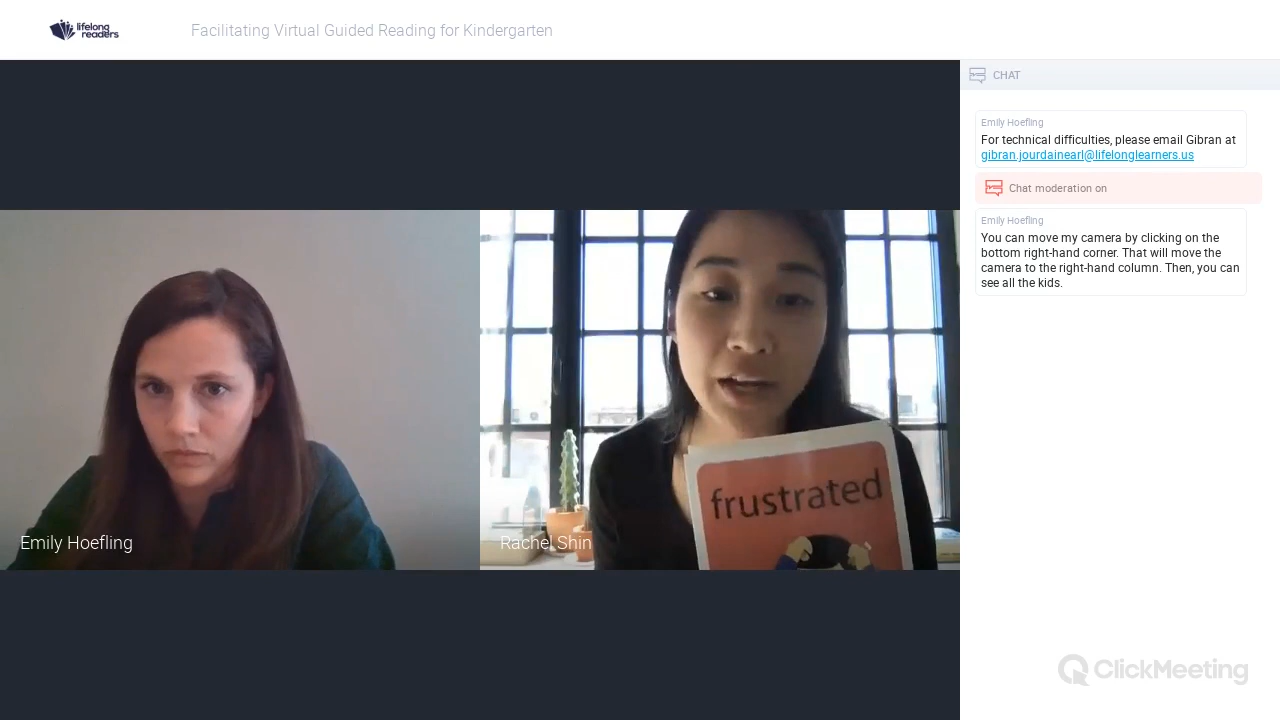 lifelong
readers
Facilitating Virtual Guided Reading for Kindergarten
CHAT
Emily Hoefling
For technical difficulties, please email Gibran at
gibran.jourdainearl@lifelonglearners.us
Chat moderation on
Emily Hoefling
You can move my camera by clicking on the
bottom right-hand corner. That will move the
camera to the right-hand column. Then, you can
see all the kids.
frustrated
Emily Hoefling
Rachel Shin
ClickMeeting